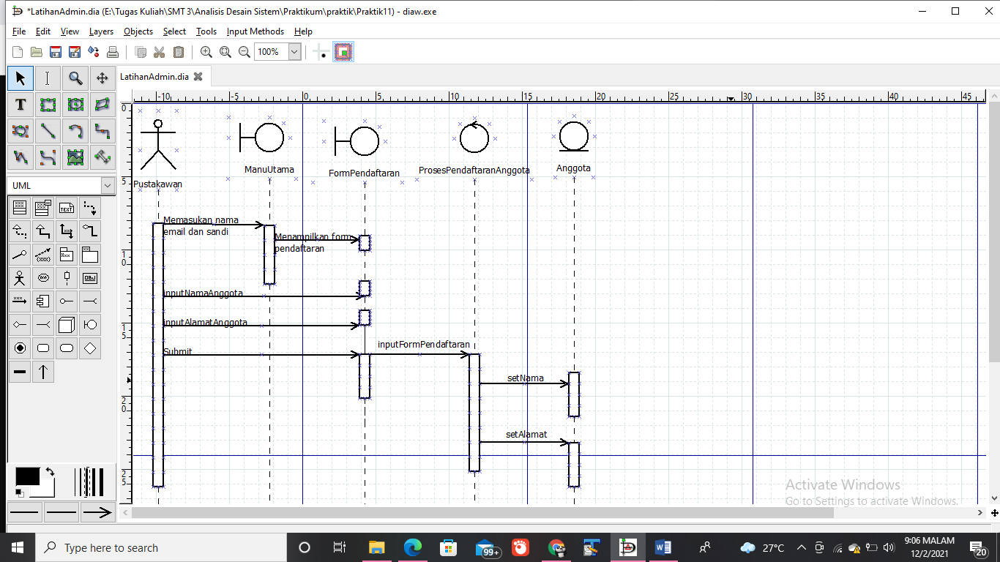 *LatihanAdmin.dia (E:\Tugas Kuliah\SMT 3\Analisis Desain Sistem\Praktikum\praktik\Praktik11) - diaw.exe
File Edit View Layers Objects Select Tools Input Methods Help
100%
LatihanAdmin.dia
-10 -5 0 5 10 15 20 25 30 35 40 45
0
5
10
15
20
25
T
UML
TEXT
(xxx)
OBJ
Pustakawan
ManuUtama
FormPendaftaran
ProsesPendaftaranAnggota
Anggota
Memasukan nama
email dan sandi
Menampilkan form
pendaftaran
inputNamaAnggota
inputAlamatAnggota
Submit
inputFormPendaftaran
setNama
setAlamat
Activate Windows
Go to Settings to activate Windows.
Type here to search
99+
27°C
9:06 MALAM
12/2/2021
20